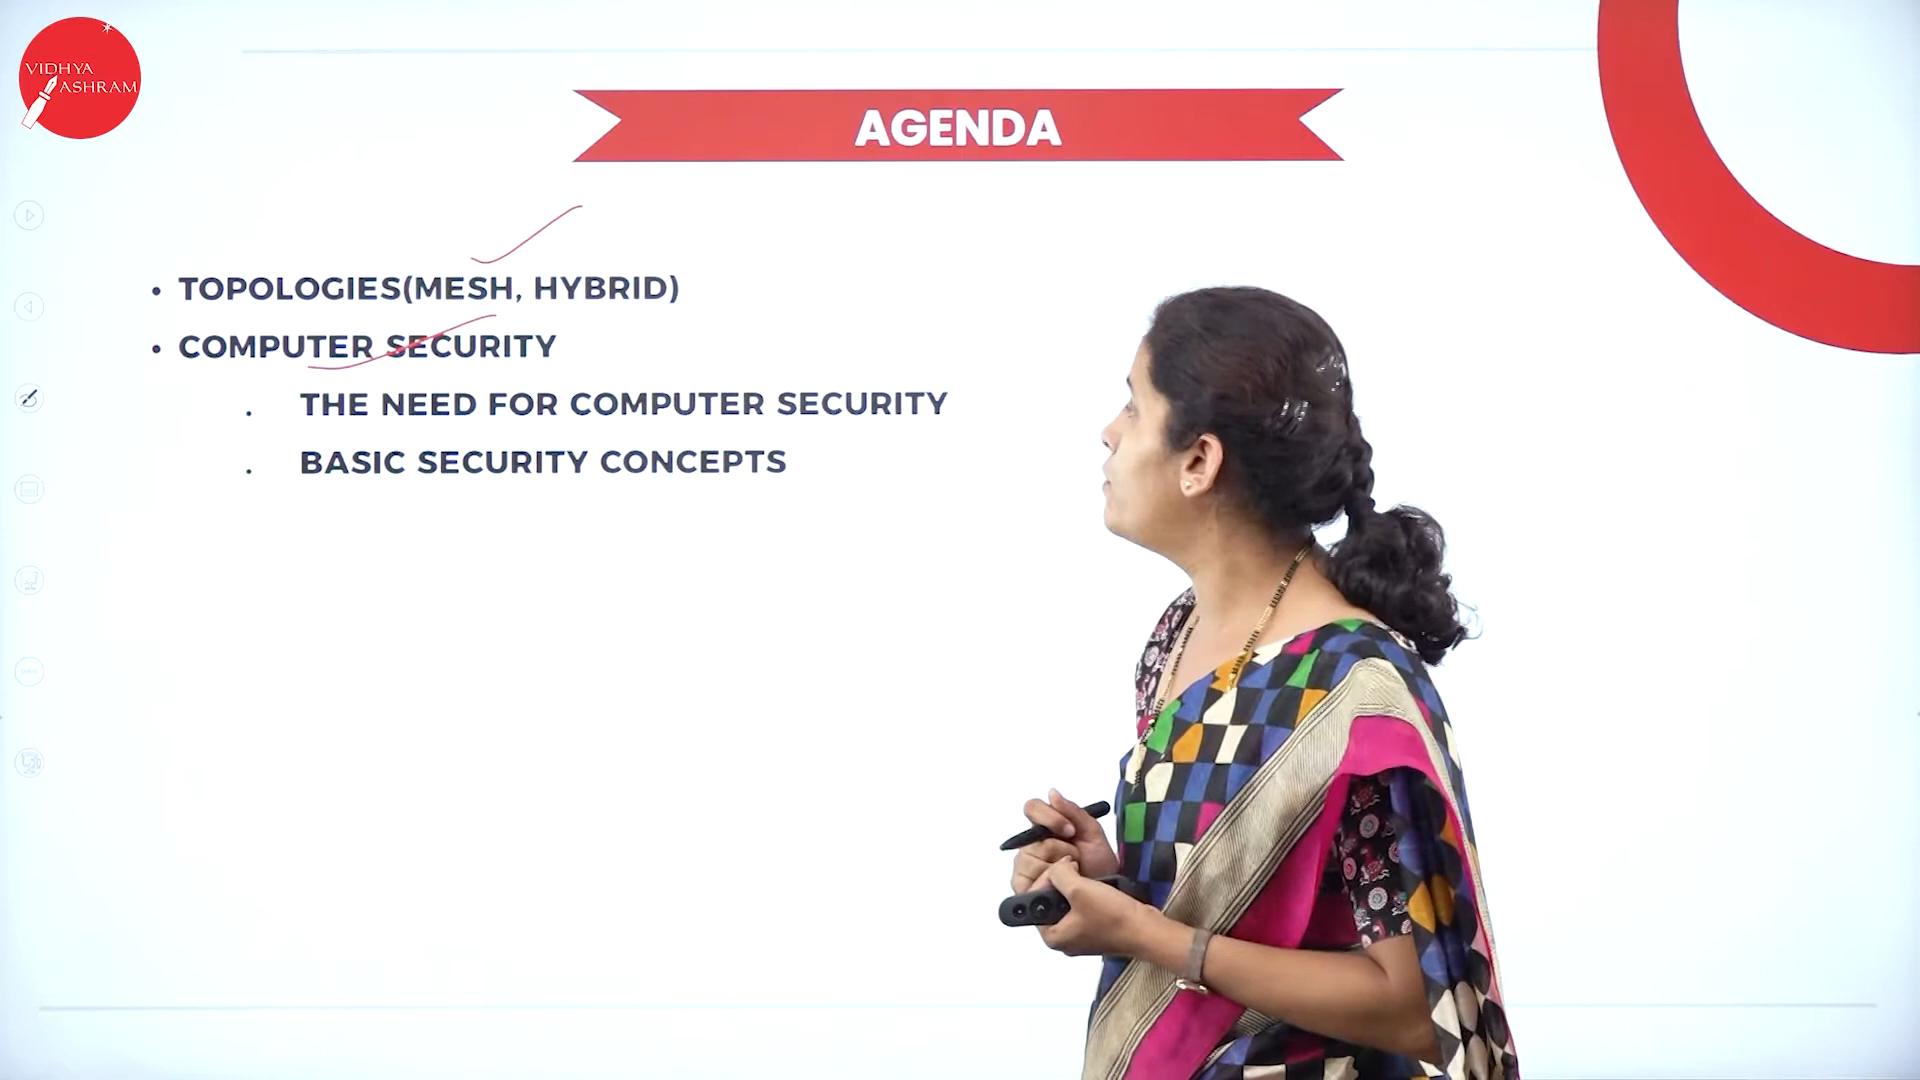 VIDHYA
ASHRAM
AGENDA
• TOPOLOGIES(MESH, HYBRID)
• COMPUTER SECURITY
. THE NEED FOR COMPUTER SECURITY
. BASIC SECURITY CONCEPTS